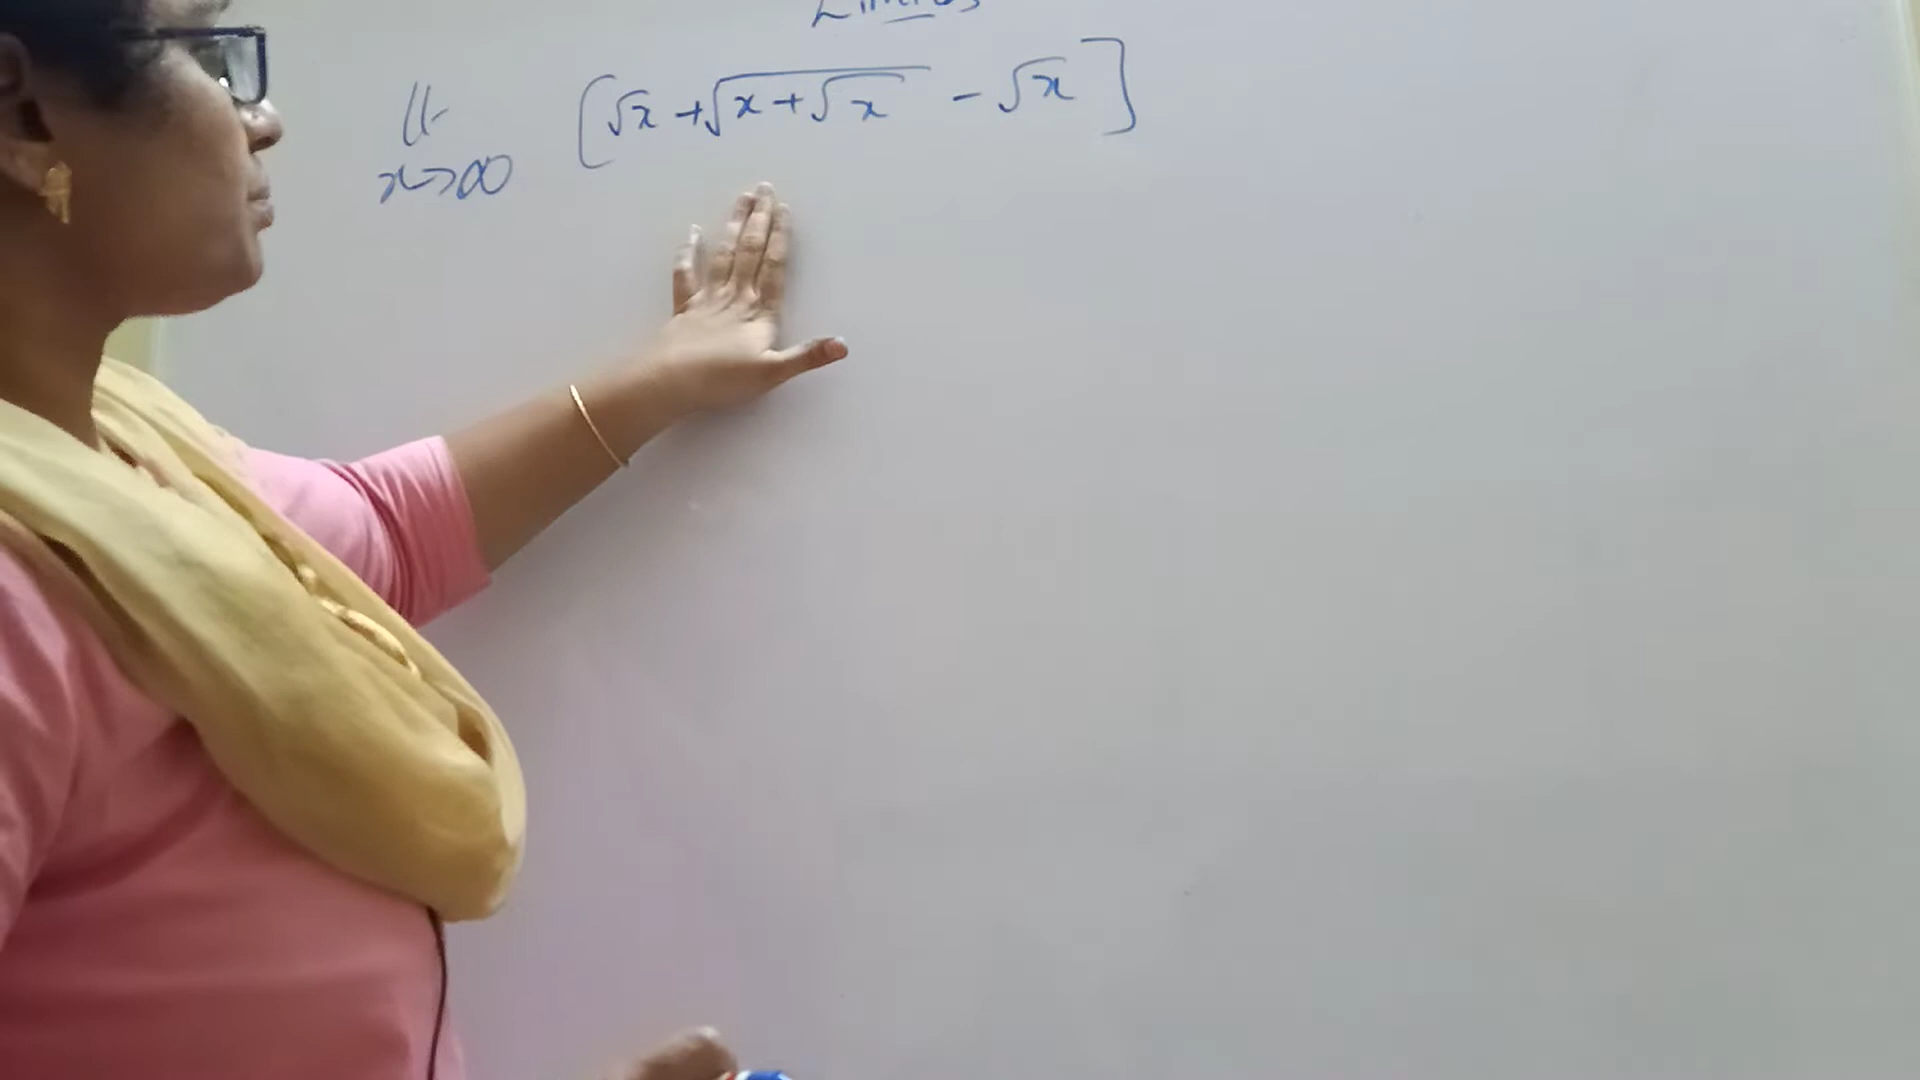 Limits
lt [√x + √(x + √x) - √x]
x→∞